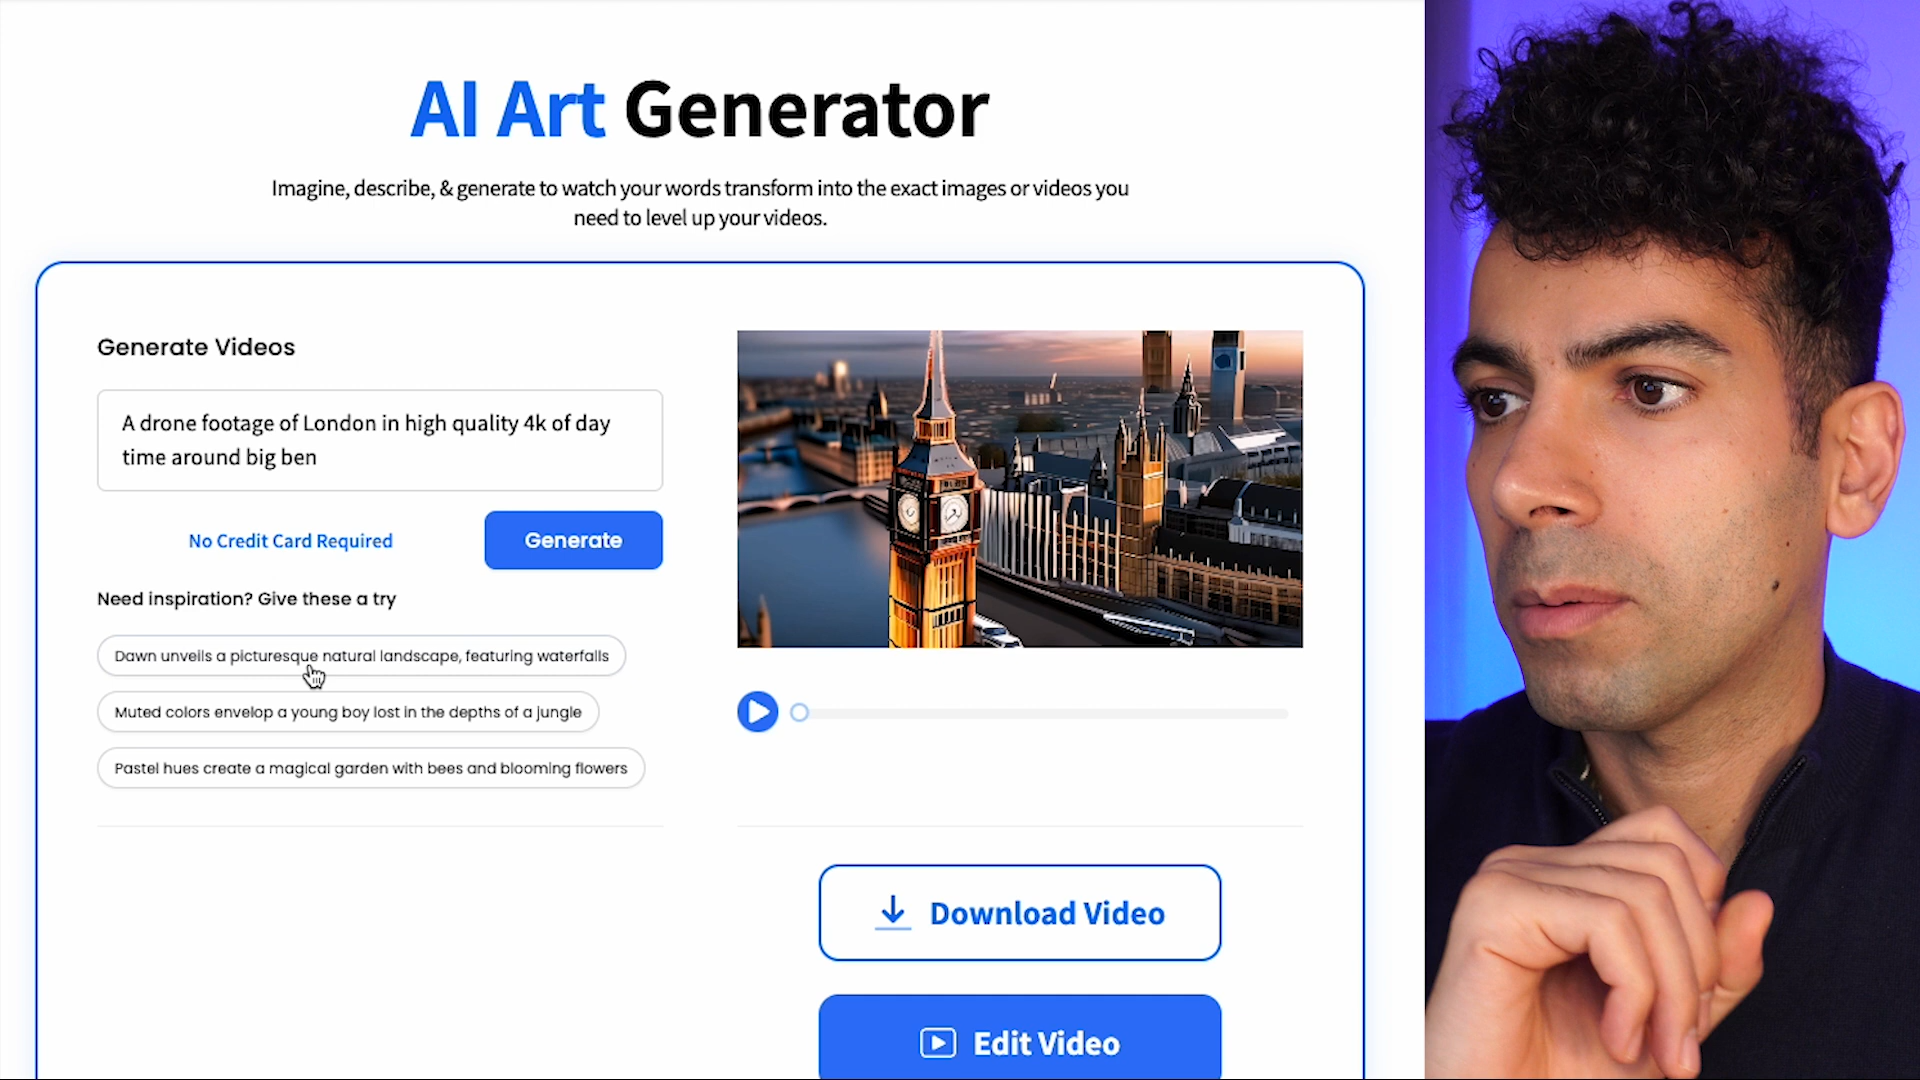 AI Art Generator
Imagine, describe, & generate to watch your words transform into the exact images or videos you
need to level up your videos.
Generate Videos
A drone footage of London in high quality 4k of day
time around big ben
No Credit Card Required
Generate
Need inspiration? Give these a try
Dawn unveils a picturesque natural landscape, featuring waterfalls
Muted colors envelop a young boy lost in the depths of a jungle
Pastel hues create a magical garden with bees and blooming flowers
Download Video
Edit Video